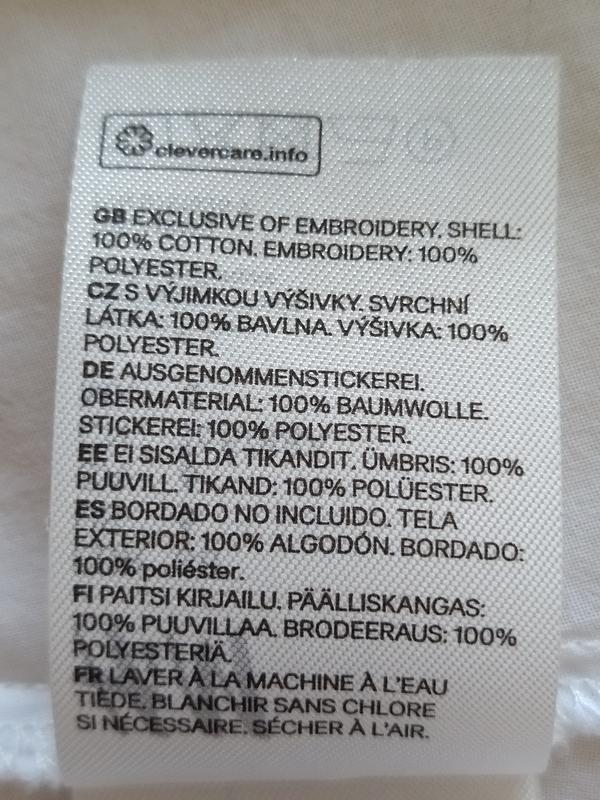 clevercare.info
GB EXCLUSIVE OF EMBROIDERY. SHELL:
100% COTTON. EMBROIDERY: 100%
POLYESTER.
CZ S VÝJIMKOU VÝŠIVKY. SVRCHNÍ
LÁTKA: 100% BAVLNA. VÝŠIVKA: 100%
POLYESTER.
DE AUSGENOMMENSTICKEREI.
OBERMATERIAL: 100% BAUMWOLLE.
STICKEREI: 100% POLYESTER.
EE EI SISALDA TIKANDIT. ÜMBRIS: 100%
PUUVILL. TIKAND: 100% POLÜESTER.
ES BORDADO NO INCLUIDO. TELA
EXTERIOR: 100% ALGODÓN. BORDADO:
100% poliéster.
FI PAITSI KIRJAILU. PÄÄLLISKANGAS:
100% PUUVILLAA. BRODEERAUS: 100%
POLYESTERIÄ.
FR LAVER À LA MACHINE À L'EAU
TIÈDE. BLANCHIR SANS CHLORE
SI NÉCESSAIRE. SÉCHER À L'AIR.